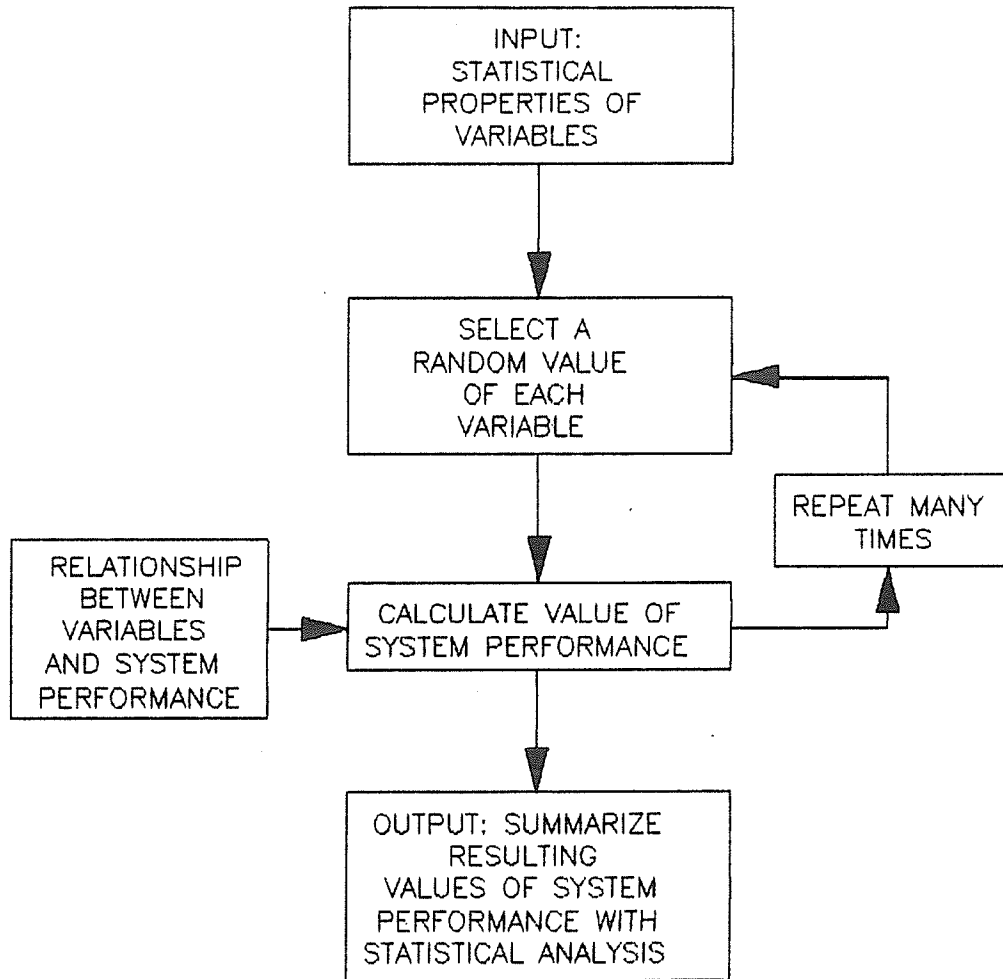 INPUT:
STATISTICAL
PROPERTIES OF
VARIABLES
SELECT A
RANDOM VALUE
OF EACH
VARIABLE
REPEAT MANY
TIMES
RELATIONSHIP
BETWEEN
VARIABLES
AND SYSTEM
PERFORMANCE
CALCULATE VALUE OF
SYSTEM PERFORMANCE
OUTPUT: SUMMARIZE
RESULTING
VALUES OF SYSTEM
PERFORMANCE WITH
STATISTICAL ANALYSIS